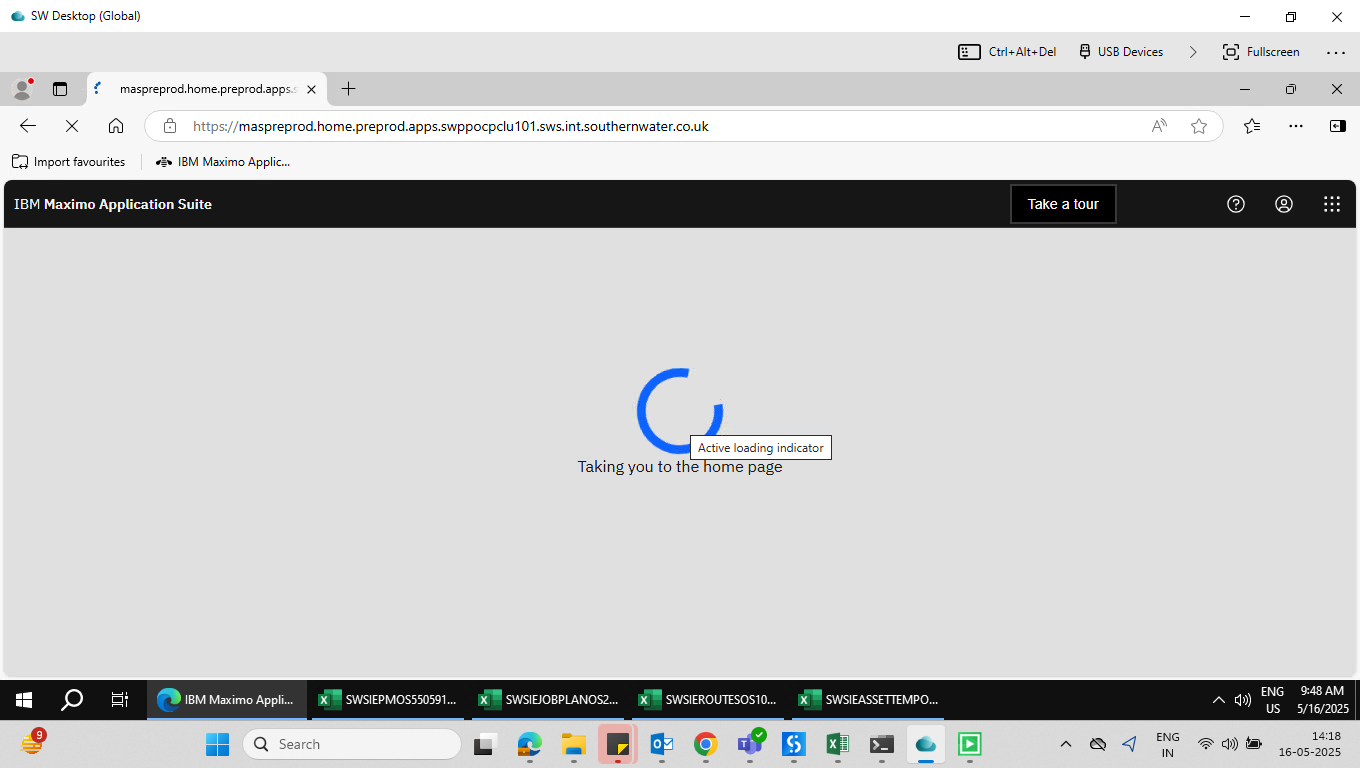 SW Desktop (Global)
Ctrl+Alt+Del
USB Devices
Fullscreen
maspreprod.home.preprod.apps.s
https://maspreprod.home.preprod.apps.swppocpclu101.sws.int.southernwater.co.uk
Import favourites
IBM Maximo Applic...
IBM Maximo Application Suite
Take a tour
Active loading indicator
Taking you to the home page
IBM Maximo Appli...
SWSIEPMOS550591...
SWSIEJOBPLANOS2...
SWSIEROUTESOS10...
SWSIEASSETTEMPO...
ENG
US
9:48 AM
5/16/2025
9
Search
ENG
IN
14:18
16-05-2025